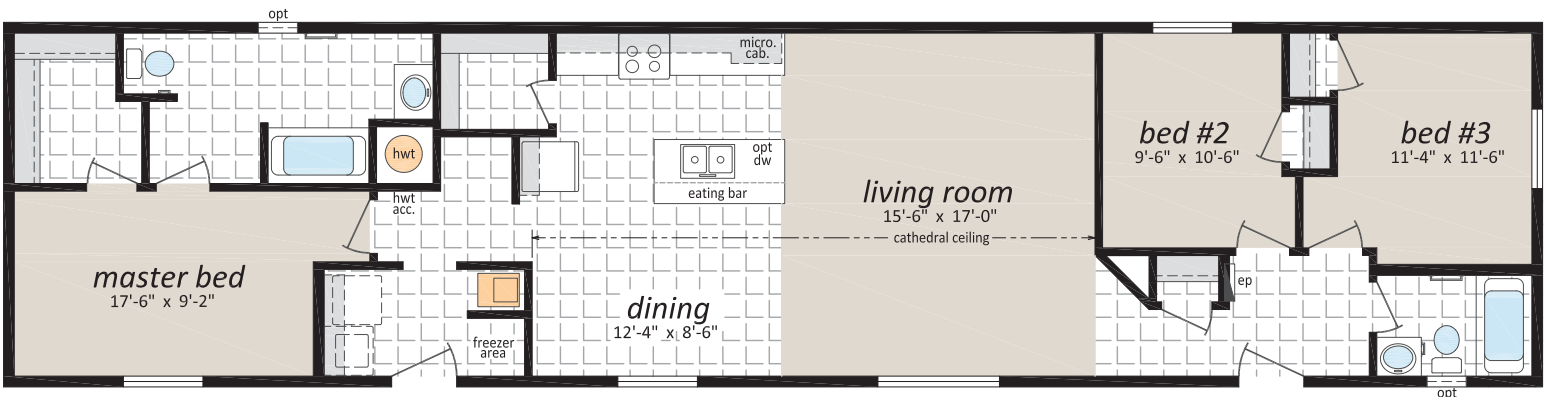 opt
micro.
cab.
hwt
opt
dw
eating bar
hwt
acc.
master bed
17'-6" x 9'-2"
freezer
area
dining
12'-4" x 8'-6"
living room
15'-6" x 17'-0"
cathedral ceiling
bed #2
9'-6" x 10'-6"
bed #3
11'-4" x 11'-6"
ep
opt